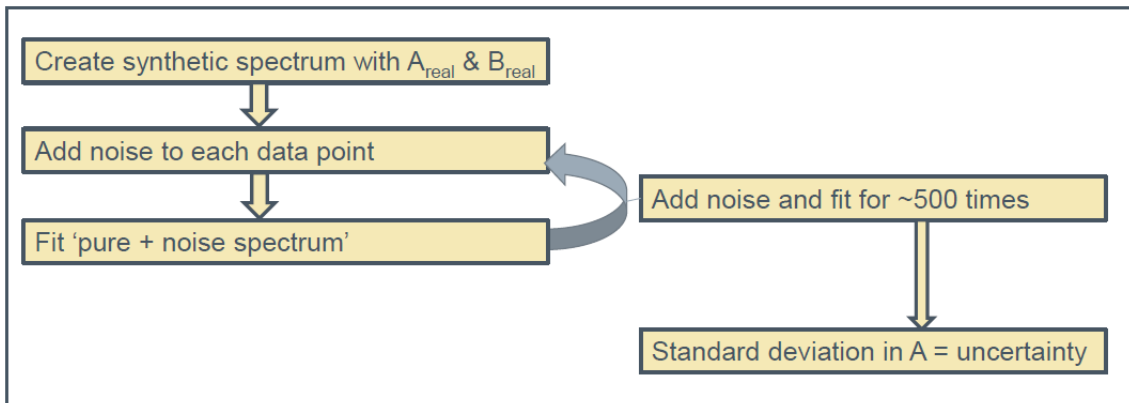 Create synthetic spectrum with Areal & Breal
Add noise to each data point
Fit ‘pure + noise spectrum’
Add noise and fit for ~500 times
Standard deviation in A = uncertainty